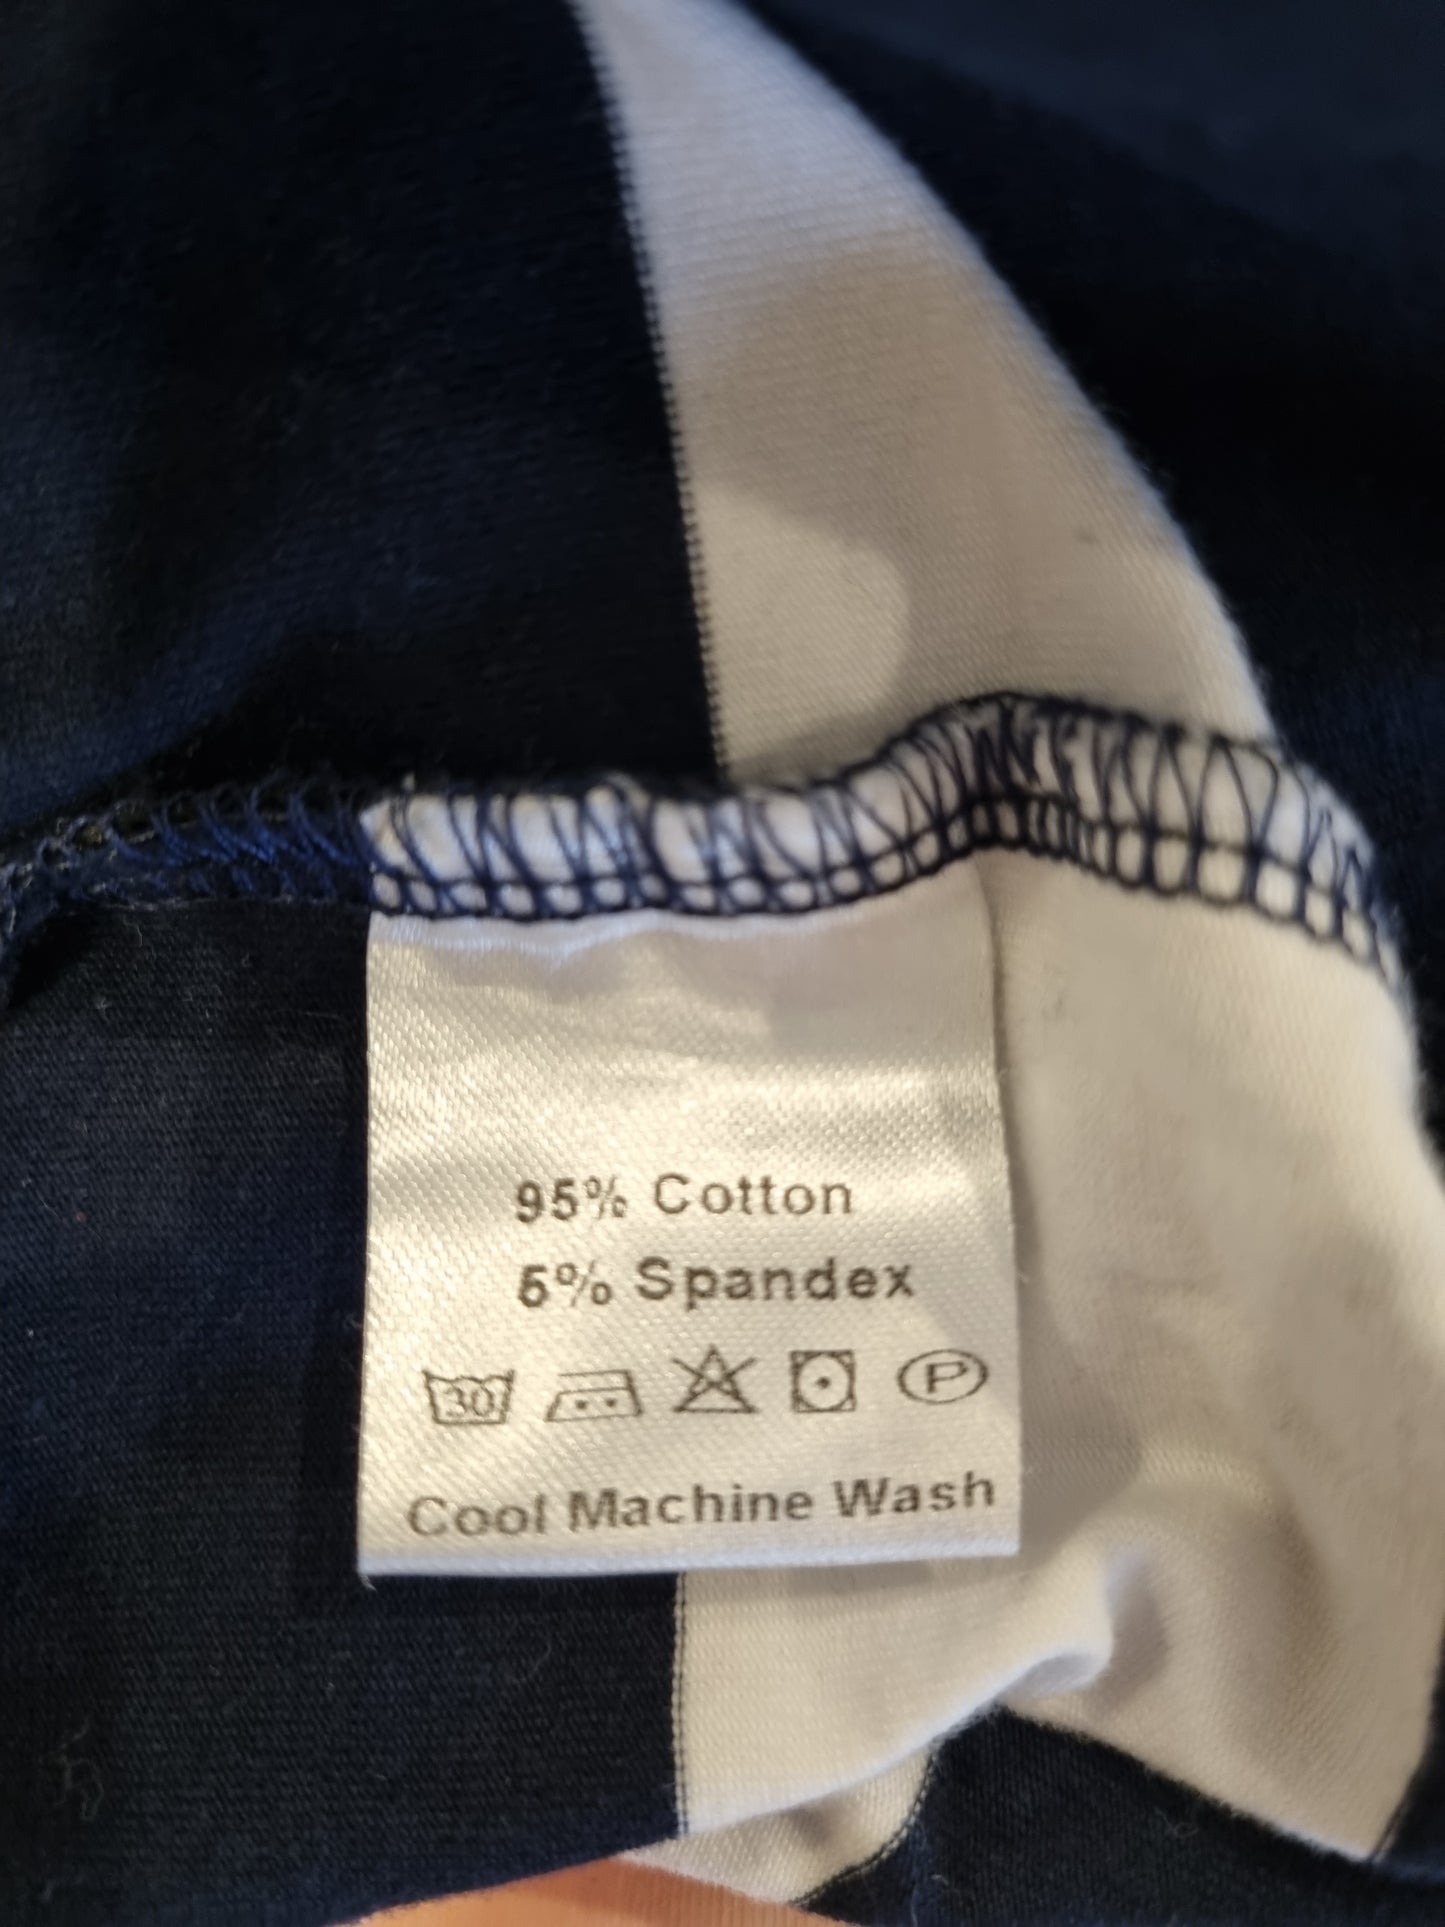 95% Cotton
5% Spandex
30 P
Cool Machine Wash